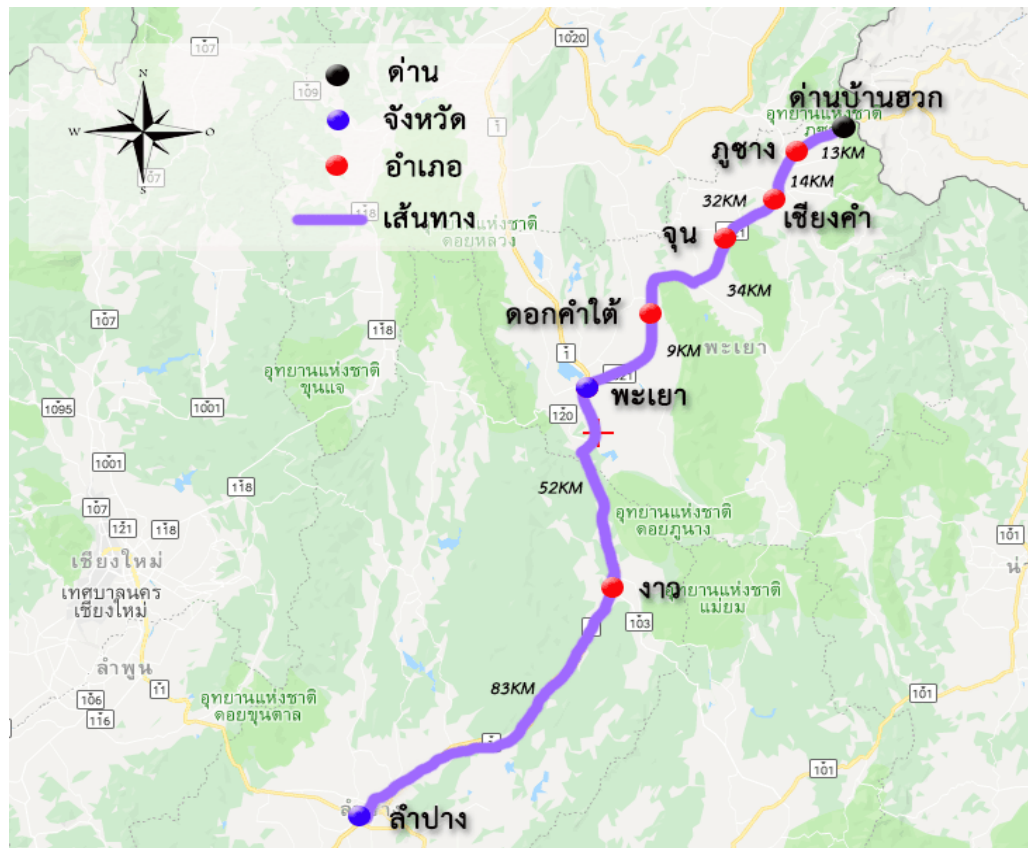 1020
107
N
W
O
S
ด่าน
จังหวัด
อำเภอ
เส้นทาง
109
1
107
118
ดอยหลวง
ด่านบ้านฮวก
อุทยานแห่งชาติ
ภูซาง
13KM
14KM
เชียงคำ
32KM
จุน
34KM
ดอกคำใต้
9KM
พะเยา
107
118
1
อุทยานแห่งชาติ
ขุนแจ
พะเยา
1095
1001
120
1001
118
52KM
107
121
118
อุทยานแห่งชาติ
ดอยภูนาง
101
เชียงใหม่
เทศบาลนคร
เชียงใหม่
งาว
อุทยานแห่งชาติ
แม่ยม
103
ลำพูน
83KM
11
106
116
อุทยานแห่งชาติ
ดอยขุนตาล
101
1
101
ลำปาง